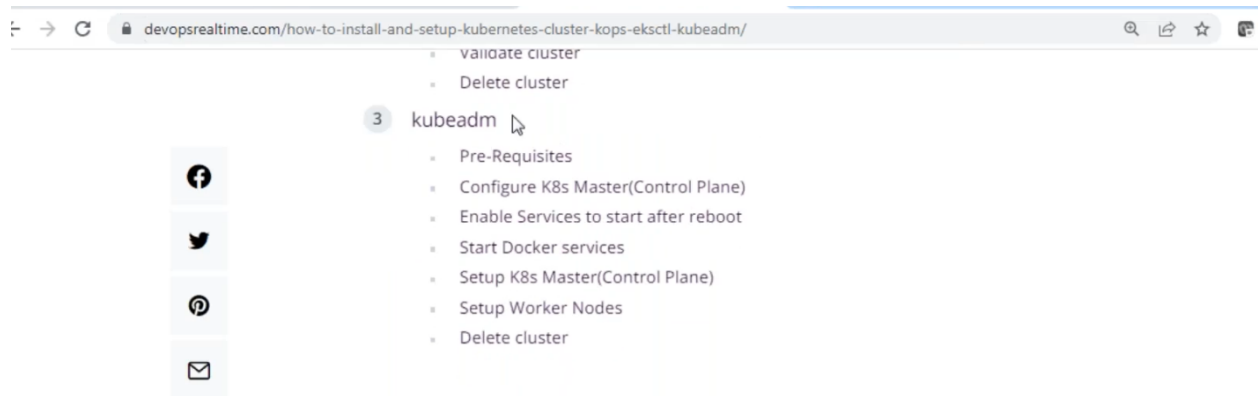 devopsrealtime.com/how-to-install-and-setup-kubernetes-cluster-kops-eksctl-kubeadm/
Validate cluster
Delete cluster
3 kubeadm
Pre-Requisites
Configure K8s Master(Control Plane)
Enable Services to start after reboot
Start Docker services
Setup K8s Master(Control Plane)
Setup Worker Nodes
Delete cluster